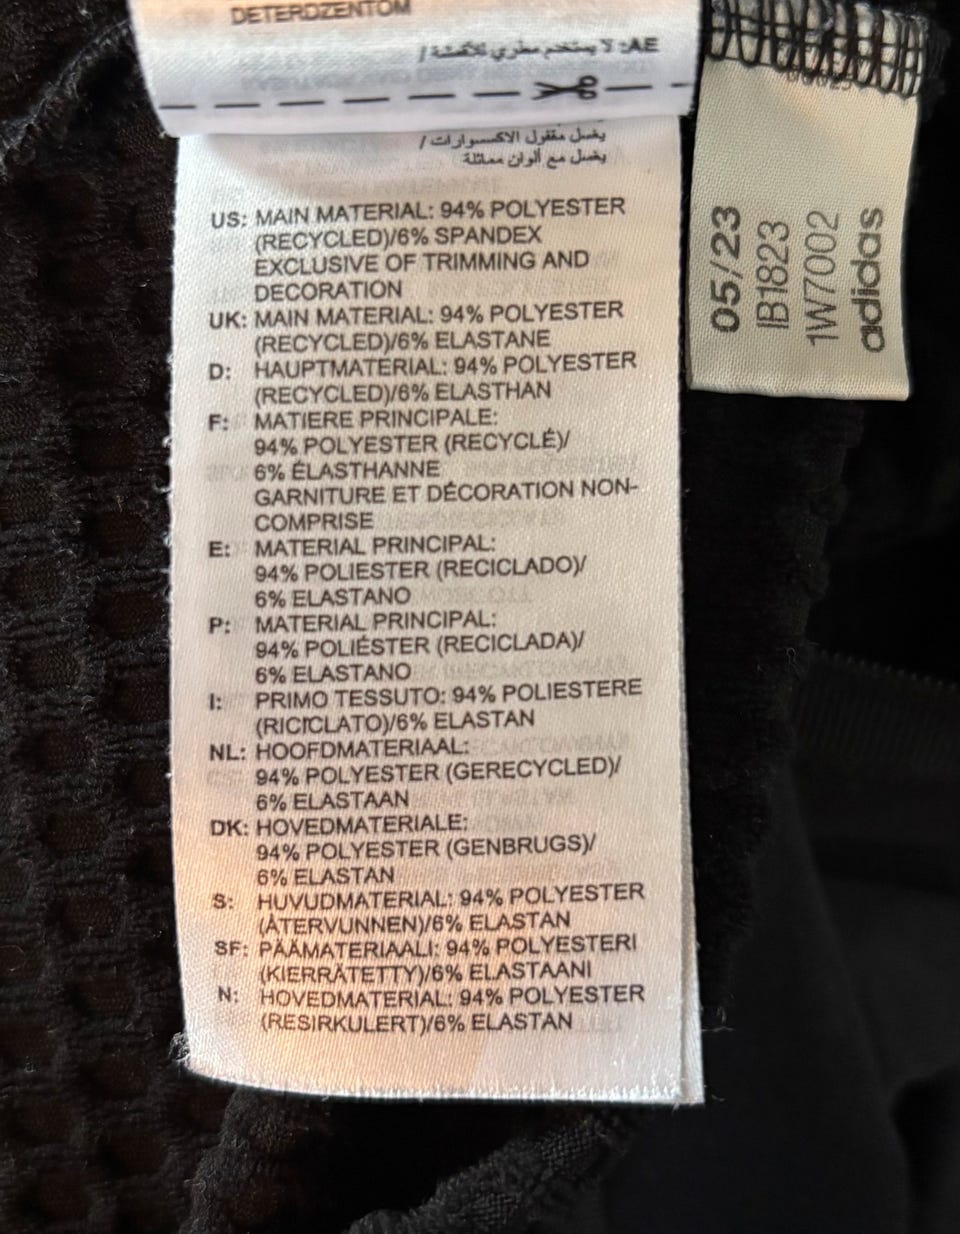 DETERDZENTOM
AE: لا يستخدم مطري للأقمشة /
يغسل مقفول الاكسسوارات /
يغسل مع ألوان مماثلة
US: MAIN MATERIAL: 94% POLYESTER
(RECYCLED)/6% SPANDEX
EXCLUSIVE OF TRIMMING AND
DECORATION
UK: MAIN MATERIAL: 94% POLYESTER
(RECYCLED)/6% ELASTANE
D: HAUPTMATERIAL: 94% POLYESTER
(RECYCLED)/6% ELASTHAN
F: MATIERE PRINCIPALE:
94% POLYESTER (RECYCLÉ)/
6% ÉLASTHANNE
GARNITURE ET DÉCORATION NON-
COMPRISE
E: MATERIAL PRINCIPAL:
94% POLIESTER (RECICLADO)/
6% ELASTANO
P: MATERIAL PRINCIPAL:
94% POLIÉSTER (RECICLADA)/
6% ELASTANO
I: PRIMO TESSUTO: 94% POLIESTERE
(RICICLATO)/6% ELASTAN
NL: HOOFDMATERIAAL:
94% POLYESTER (GERECYCLED)/
6% ELASTAAN
DK: HOVEDMATERIALE:
94% POLYESTER (GENBRUGS)/
6% ELASTAN
S: HUVUDMATERIAL: 94% POLYESTER
(ÅTERVUNNEN)/6% ELASTAN
SF: PÄÄMATERIAALI: 94% POLYESTERI
(KIERRÄTETTY)/6% ELASTAANI
N: HOVEDMATERIAL: 94% POLYESTER
(RESIRKULERT)/6% ELASTAN
05/23
IB1823
1W7002
adidas